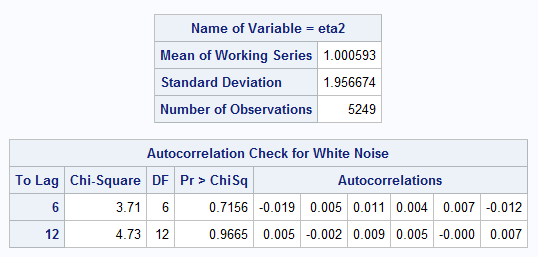 Name of Variable = eta2
Mean of Working Series 1.000593
Standard Deviation 1.956674
Number of Observations 5249
Autocorrelation Check for White Noise
To Lag Chi-Square DF Pr > ChiSq Autocorrelations
6 3.71 6 0.7156 -0.019 0.005 0.011 0.004 0.007 -0.012
12 4.73 12 0.9665 0.005 -0.002 0.009 0.005 -0.000 0.007